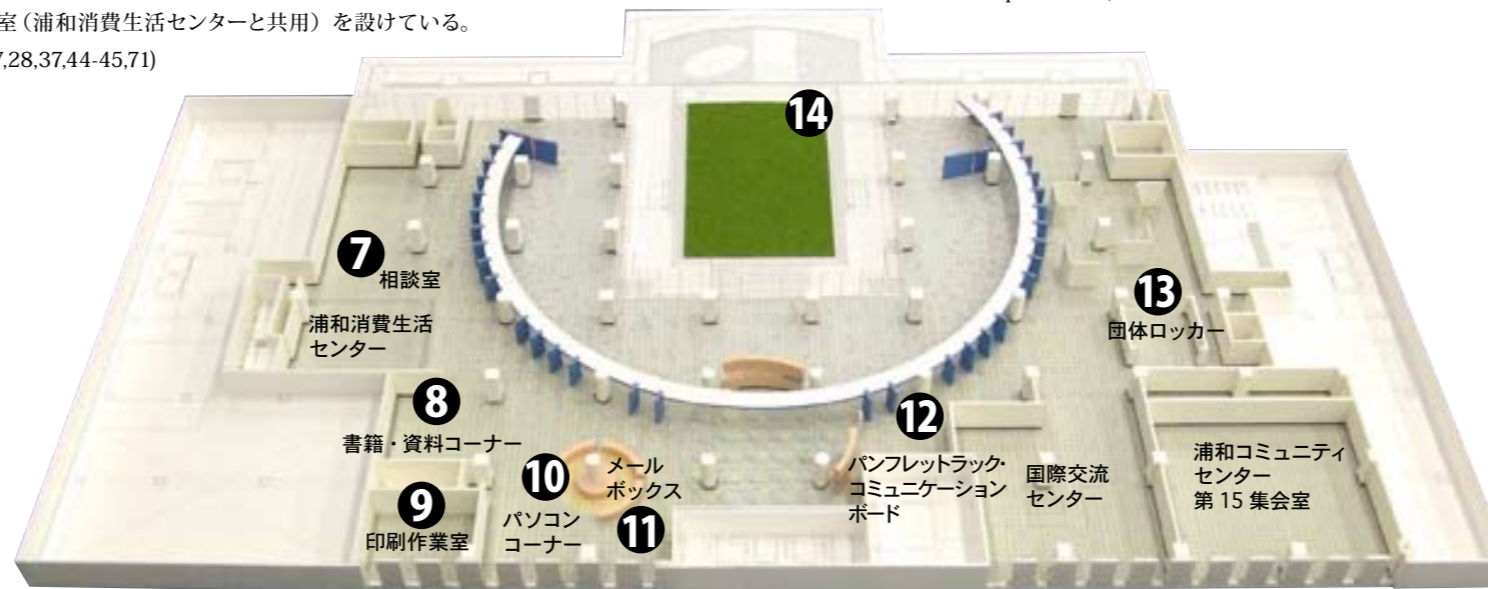 室（浦和消費生活センターと共用）を設けている。
7,28,37,44-45,71)
14
7
相談室
浦和消費生活
センター
13
団体ロッカー
8
書籍・資料コーナー
12
パンフレットラック・
コミュニケーション
ボード
国際交流
センター
浦和コミュニティ
センター
第 15 集会室
10
メール
ボックス
パソコン
コーナー
11
9
印刷作業室